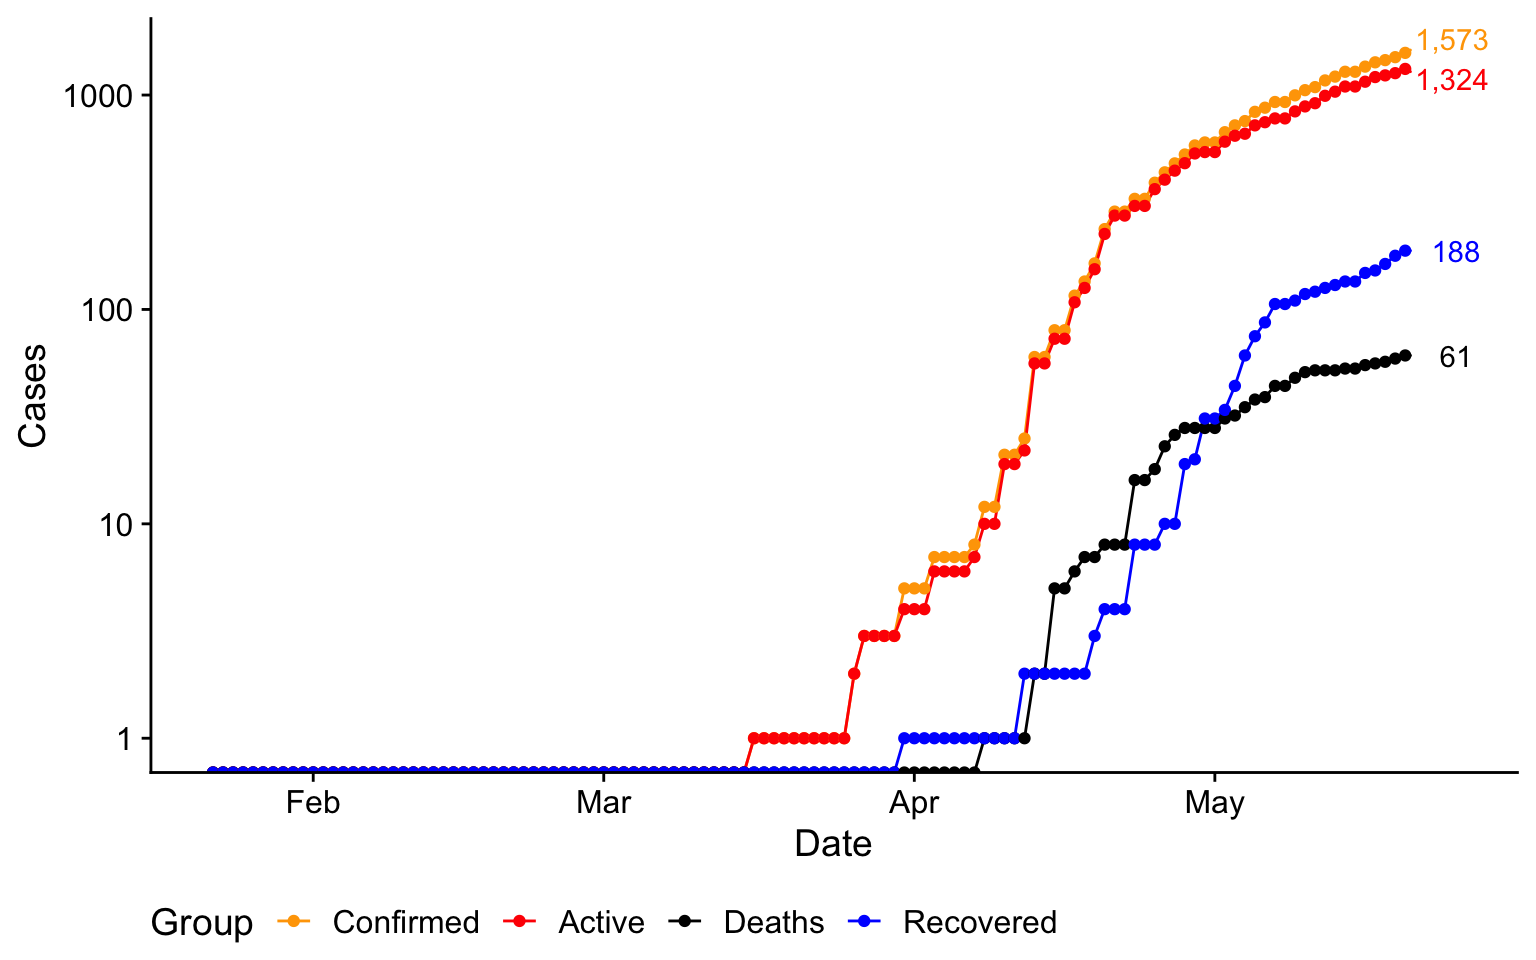 1,573
1,324
188
61
1000
100
10
1
Cases
Feb Mar Apr May
Date
Group Confirmed Active Deaths Recovered